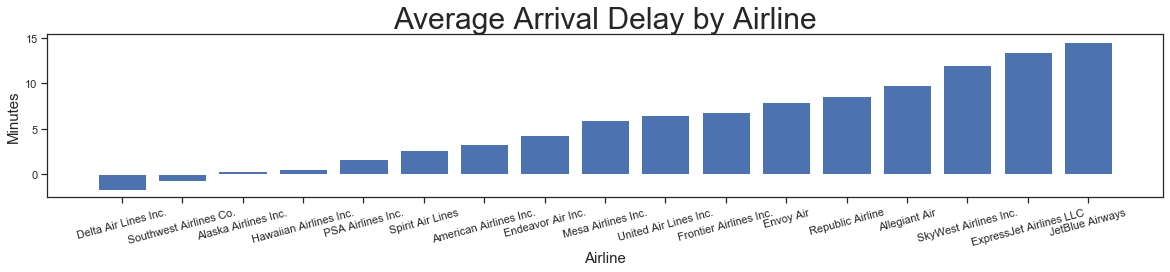 Average Arrival Delay by Airline
15
10
5
0
Minutes
Delta Air Lines Inc.
Southwest Airlines Co.
Alaska Airlines Inc.
Hawaiian Airlines Inc.
PSA Airlines Inc.
Spirit Air Lines
American Airlines Inc.
Endeavor Air Inc.
Mesa Airlines Inc.
United Air Lines Inc.
Frontier Airlines Inc.
Envoy Air
Republic Airline
Allegiant Air
SkyWest Airlines Inc.
ExpressJet Airlines LLC
JetBlue Airways
Airline